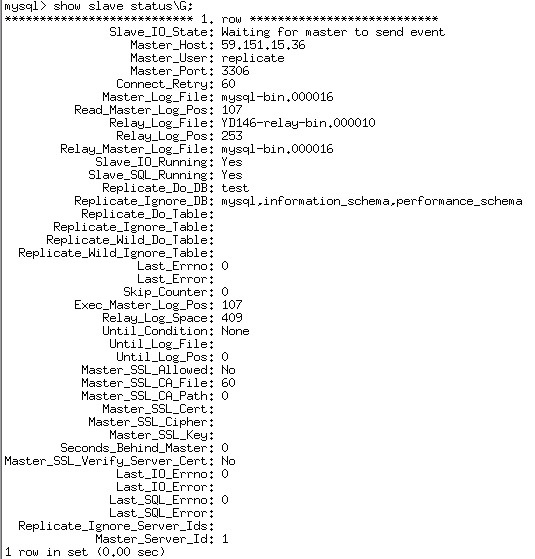 mysql> show slave status\G;
*************************** 1. row ***************************
Slave_IO_State: Waiting for master to send event
Master_Host: 59.151.15.36
Master_User: replicate
Master_Port: 3306
Connect_Retry: 60
Master_Log_File: mysql-bin.000016
Read_Master_Log_Pos: 107
Relay_Log_File: YD146-relay-bin.000010
Relay_Log_Pos: 253
Relay_Master_Log_File: mysql-bin.000016
Slave_IO_Running: Yes
Slave_SQL_Running: Yes
Replicate_Do_DB: test
Replicate_Ignore_DB: mysql,information_schema,performance_schema
Replicate_Do_Table:
Replicate_Ignore_Table:
Replicate_Wild_Do_Table:
Replicate_Wild_Ignore_Table:
Last_Errno: 0
Last_Error:
Skip_Counter: 0
Exec_Master_Log_Pos: 107
Relay_Log_Space: 409
Until_Condition: None
Until_Log_File:
Until_Log_Pos: 0
Master_SSL_Allowed: No
Master_SSL_CA_File: 60
Master_SSL_CA_Path: 0
Master_SSL_Cert:
Master_SSL_Cipher:
Master_SSL_Key:
Seconds_Behind_Master: 0
Master_SSL_Verify_Server_Cert: No
Last_IO_Errno: 0
Last_IO_Error:
Last_SQL_Errno: 0
Last_SQL_Error:
Replicate_Ignore_Server_Ids:
Master_Server_Id: 1
1 row in set (0.00 sec)